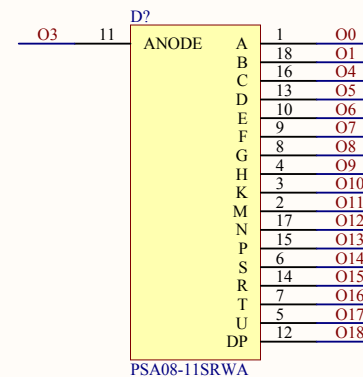 D?
O3 11 ANODE A 1 O0
B 18 O1
C 16 O4
D 13 O5
E 10 O6
F 9 O7
G 8 O8
H 4 O9
K 3 O10
M 2 O11
N 17 O12
P 15 O13
S 6 O14
R 14 O15
T 7 O16
U 5 O17
DP 12 O18
PSA08-11SRWA